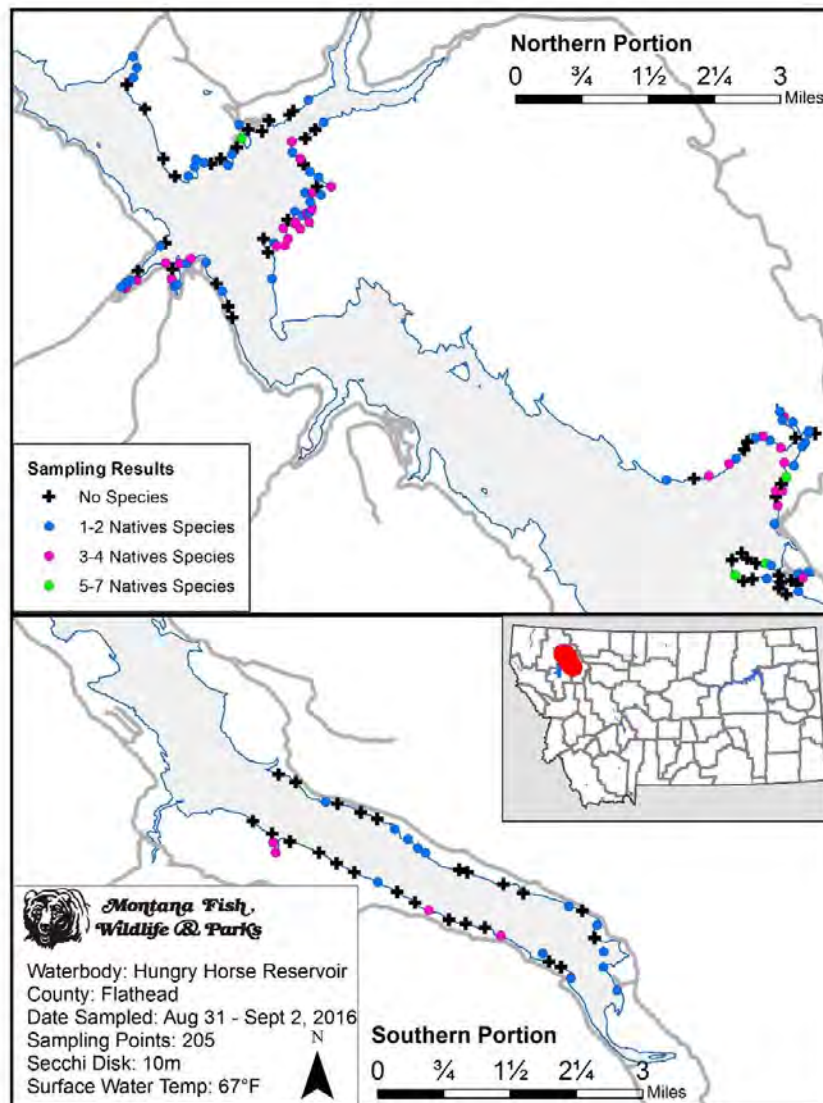 Northern Portion
0 ¾ 1½ 2¼ 3
Miles
Sampling Results
No Species
1-2 Natives Species
3-4 Natives Species
5-7 Natives Species
Montana Fish,
Wildlife & Parks
Waterbody: Hungry Horse Reservoir
County: Flathead
Date Sampled: Aug 31 - Sept 2, 2016
Sampling Points: 205
Secchi Disk: 10m
Surface Water Temp: 67°F
N
Southern Portion
0 ¾ 1½ 2¼ 3
Miles